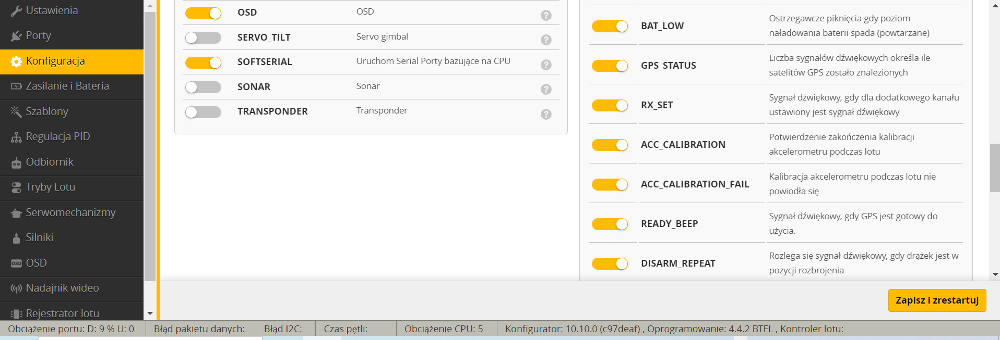 Ustawienia
Porty
Konfiguracja
Zasilanie i Bateria
Szablony
Regulacja PID
Odbiornik
Tryby Lotu
Serwomechanizmy
Silniki
OSD
OSD
Nadajnik wideo
Rejestrator lotu
OSD OSD ?
SERVO_TILT Servo gimbal ?
SOFTSERIAL Uruchom Serial Porty bazujące na CPU ?
SONAR Sonar ?
TRANSPONDER Transponder ?
BAT_LOW
Ostrzegawcze piknięcia gdy poziom
naładowania baterii spada (powtarzane)
GPS_STATUS
Liczba sygnałów dźwiękowych określa ile
satelitów GPS zostało znalezionych
RX_SET
Sygnał dźwiękowy, gdy dla dodatkowego kanału
ustawiony jest sygnał dźwiękowy
ACC_CALIBRATION
Potwierdzenie zakończenia kalibracji
akcelerometru podczas lotu
ACC_CALIBRATION_FAIL
Kalibracja akcelerometru podczas lotu nie
powiodła się
READY_BEEP
Sygnał dźwiękowy, gdy GPS jest gotowy do
użycia.
DISARM_REPEAT
Rozlega się sygnał dźwiękowy, gdy drążek jest w
pozycji rozbrojenia
Zapisz i zrestartuj
Obciążenie portu: D: 9 % U: 0 Błąd pakietu danych: Błąd I2C: Czas pętli: Obciążenie CPU: 5 Konfigurator: 10.10.0 (c97deaf) , Oprogramowanie: 4.4.2 BTFL , Kontroler lotu: